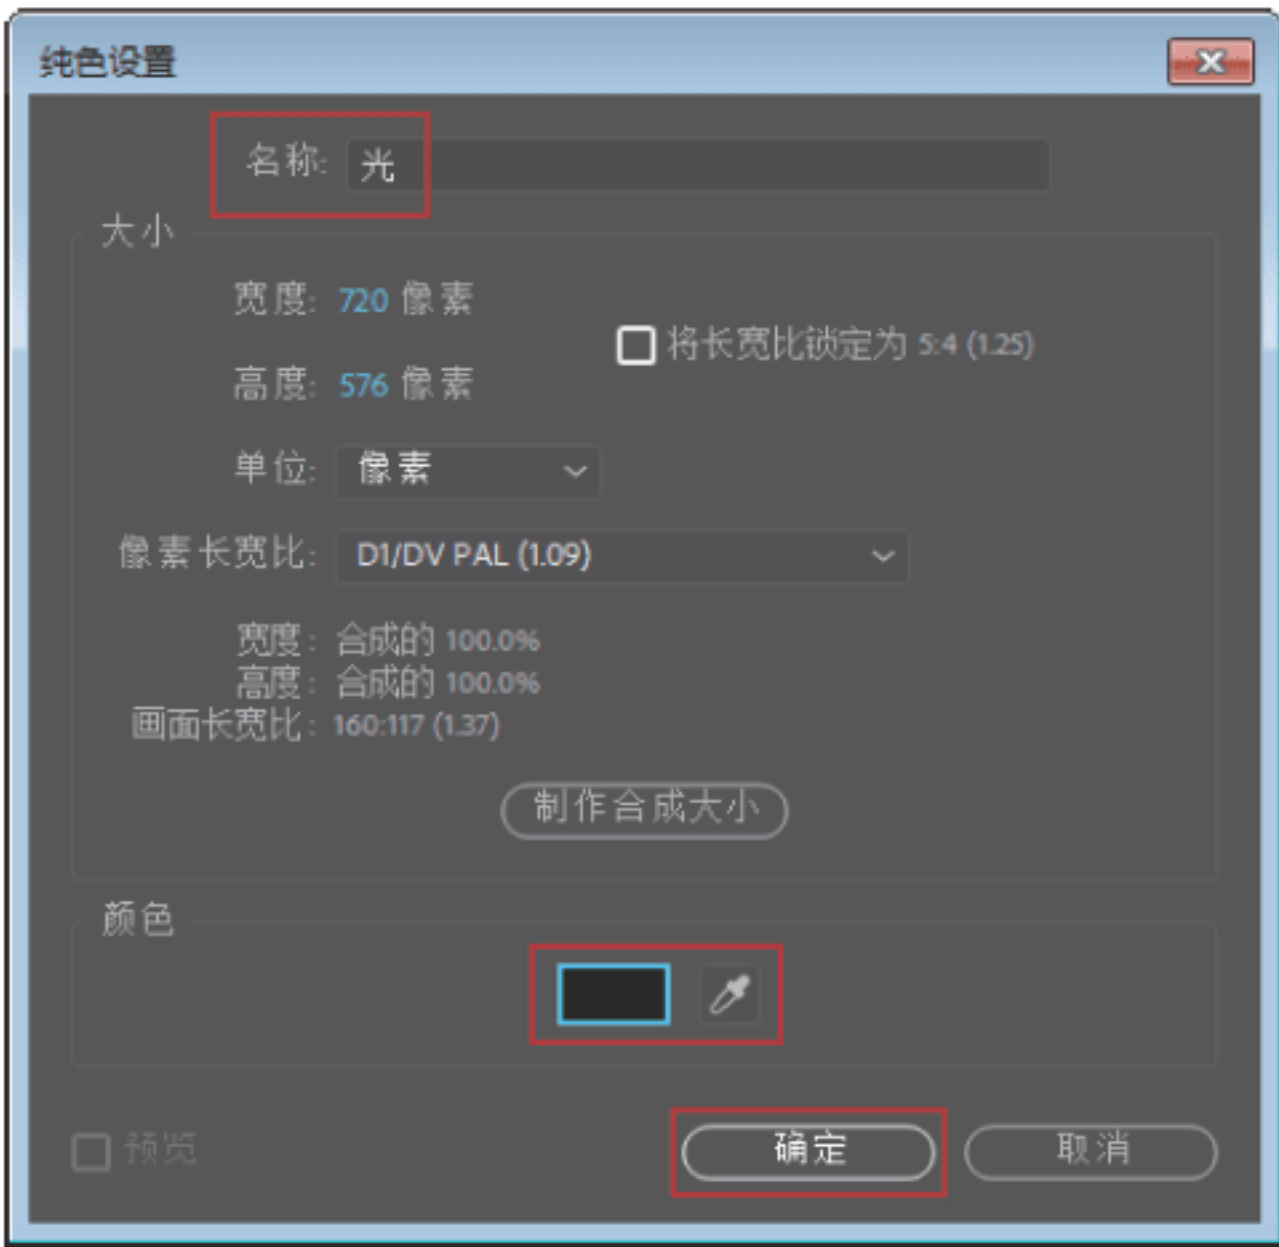 纯色设置
名称: 光
大小
宽度: 720 像素
将长宽比锁定为 5:4 (1.25)
高度: 576 像素
单位: 像素
像素长宽比: D1/DV PAL (1.09)
宽度: 合成的 100.0%
高度: 合成的 100.0%
画面长宽比: 160:117 (1.37)
制作合成大小
颜色
预览
确定
取消